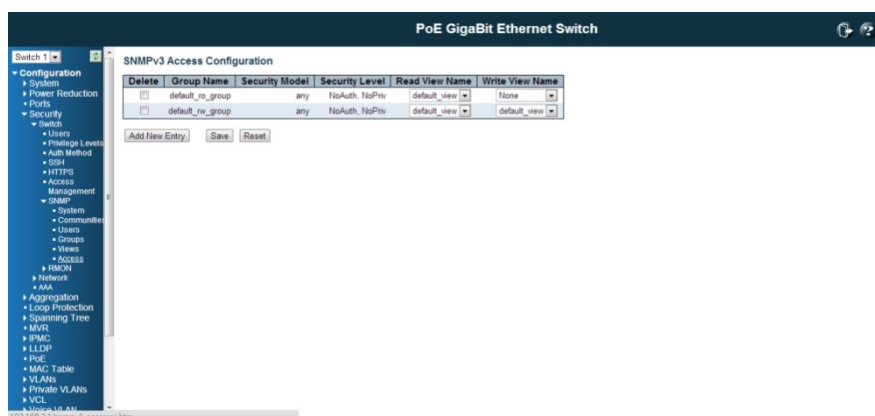 PoE GigaBit Ethernet Switch
Switch 1
Configuration
System
Power Reduction
Ports
Security
Switch
Users
Privilege Levels
Auth Method
SSH
HTTPS
Access
Management
SNMP
System
Communities
Users
Groups
Views
Access
RMON
Network
AAA
Aggregation
Loop Protection
Spanning Tree
MVR
IPMC
LLDP
PoE
MAC Table
VLANs
Private VLANs
VCL
Voice VLAN
SNMPv3 Access Configuration
Delete Group Name Security Model Security Level Read View Name Write View Name
default_ro_group any NoAuth, NoPriv default_view None
default_rw_group any NoAuth, NoPriv default_view default_view
Add New Entry Save Reset